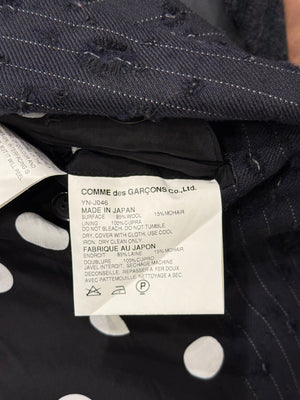 COMME des GARÇONS Co., Ltd.
YN-J046
MADE IN JAPAN
SURFACE 85% WOOL 15% MOHAIR
LINING 100% CUPRA
DO NOT BLEACH. DO NOT TUMBLE
DRY, COVER WITH CLOTH, USE COOL
IRON. DRY CLEAN ONLY
FABRIQUE AU JAPON
ENDROIT 85% LAINE 15% MOHAIR
DOUBLURE 100% CUPRO
JAVEL INTERDIT. SECHAGE MACHINE
DECONSEILLE. REPASSER A FER DOUX
AVEC PATTEMOUILLE. NETTOYAGE A SEC.
P